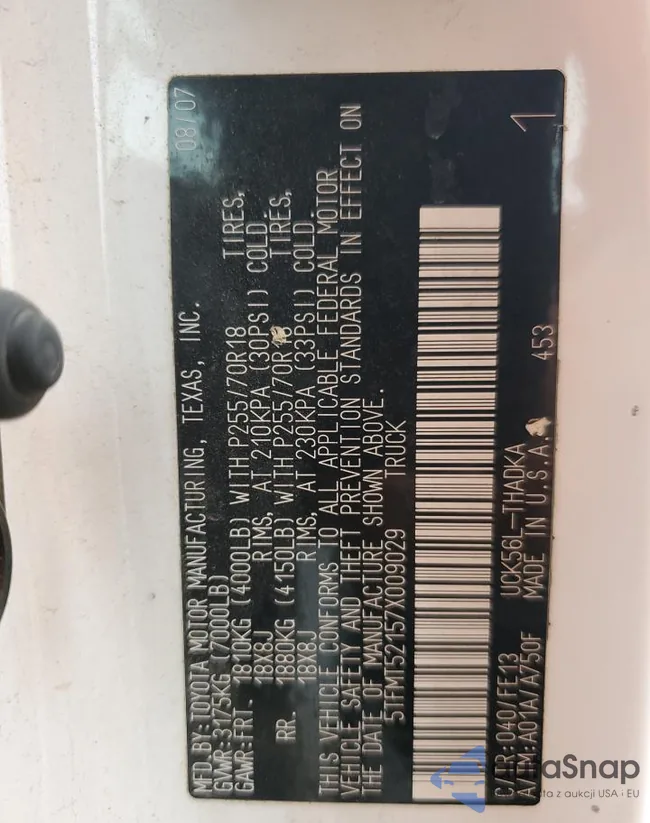 MFD. BY: TOYOTA MOTOR MANUFACTURING, TEXAS, INC. 08/07
GVWR: 3175KG (7000LB)
GAWR: FRT. 1810KG (4000LB) WITH P255/70R18 TIRES,
18X8J RIMS, AT 210KPA (30PSI) COLD.
RR. 1880KG (4150LB) WITH P255/70R TIRES,
18X8J RIMS, AT 230KPA (33PSI) COLD.
THIS VEHICLE CONFORMS TO ALL APPLICABLE FEDERAL MOTOR
VEHICLE SAFETY AND THEFT PREVENTION STANDARDS IN EFFECT ON
THE DATE OF MANUFACTURE SHOWN ABOVE.
5TFMT52157X009029 TRUCK
1
C/TR: 040/FE13 UCK56L-THADKA 453
A/TM: A01A/A750F MADE IN U.S.A.
Snap
z aukcji USA i EU